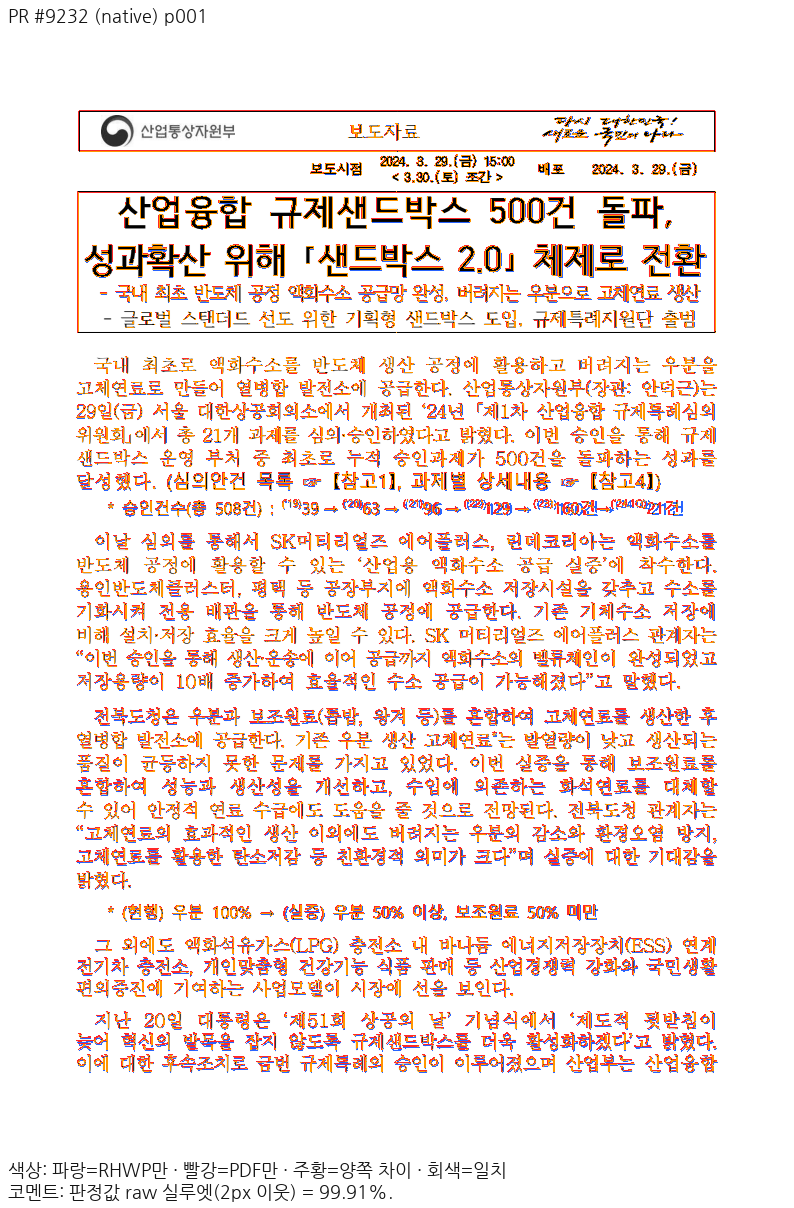 PR #9232 (native) p001
산업통상자원부
보도자료
다시 대한민국!
새로운 국민의 나라
보도시점
2024. 3. 29.(금) 15:00
< 3.30.(토) 조간 >
배포
2024. 3. 29.(금)
산업융합 규제샌드박스 500건 돌파,
성과확산 위해 「샌드박스 2.0」 체제로 전환
- 국내 최초 반도체 공정 액화수소 공급망 완성, 버려지는 우분으로 고체연료 생산
- 글로벌 스탠더드 선도 위한 기획형 샌드박스 도입, 규제특례지원단 출범
국내 최초로 액화수소를 반도체 생산 공정에 활용하고 버려지는 우분을
고체연료로 만들어 열병합 발전소에 공급한다. 산업통상자원부(장관: 안덕근)는
29일(금) 서울 대한상공회의소에서 개최된 '24년 「제1차 산업융합 규제특례심의
위원회」에서 총 21개 과제를 심의·승인하였다고 밝혔다. 이번 승인을 통해 규제
샌드박스 운영 부처 중 최초로 누적 승인과제가 500건을 돌파하는 성과를
달성했다. (심의안건 목록 ☞ 【참고1】, 과제별 상세내용 ☞ 【참고4】)
* 승인건수(총 508건) : ('19)39 → ('20)63 → ('21)96 → ('22)129 → ('23)160건 → ('24.1Q)21건
이날 심의를 통해서 SK머티리얼즈 에어플러스, 린데코리아는 액화수소를
반도체 공정에 활용할 수 있는 '산업용 액화수소 공급 실증'에 착수한다.
용인반도체클러스터, 평택 등 공장부지에 액화수소 저장시설을 갖추고 수소를
기화시켜 전용 배관을 통해 반도체 공정에 공급한다. 기존 기체수소 저장에
비해 설치·저장 효율을 크게 높일 수 있다. SK 머티리얼즈 에어플러스 관계자는
“이번 승인을 통해 생산·운송에 이어 공급까지 액화수소의 밸류체인이 완성되었고
저장용량이 10배 증가하여 효율적인 수소 공급이 가능해졌다”고 말했다.
전북도청은 우분과 보조원료(톱밥, 왕겨 등)를 혼합하여 고체연료를 생산한 후
열병합 발전소에 공급한다. 기존 우분 생산 고체연료*는 발열량이 낮고 생산되는
품질이 균등하지 못한 문제를 가지고 있었다. 이번 실증을 통해 보조원료를
혼합하여 성능과 생산성을 개선하고, 수입에 의존하는 화석연료를 대체할
수 있어 안정적 연료 수급에도 도움을 줄 것으로 전망된다. 전북도청 관계자는
“고체연료의 효과적인 생산 이외에도 버려지는 우분의 감소와 환경오염 방지,
고체연료를 활용한 탄소저감 등 친환경적 의미가 크다”며 실증에 대한 기대감을
밝혔다.
* (현행) 우분 100% → (실증) 우분 50% 이상, 보조원료 50% 미만
그 외에도 액화석유가스(LPG) 충전소 내 바나듐 에너지저장장치(ESS) 연계
전기차 충전소, 개인맞춤형 건강기능 식품 판매 등 산업경쟁력 강화와 국민생활
편의증진에 기여하는 사업모델이 시장에 선을 보인다.
지난 20일 대통령은 '제51회 상공의 날' 기념식에서 '제도적 뒷받침이
늦어 혁신의 발목을 잡지 않도록 규제샌드박스를 더욱 활성화하겠다'고 밝혔다.
이에 대한 후속조치로 금번 규제특례의 승인이 이루어졌으며 산업부는 산업융합
색상: 파랑=RHWP만 · 빨강=PDF만 · 주황=양쪽 차이 · 회색=일치
코멘트: 판정값 raw 실루엣(2px 이웃) = 99.91%.